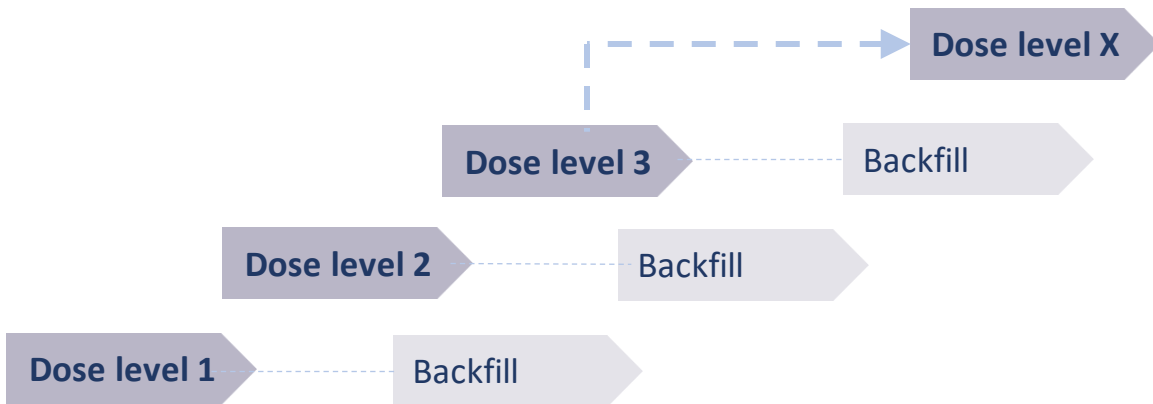 Dose level X
Dose level 3
Backfill
Dose level 2
Backfill
Dose level 1
Backfill